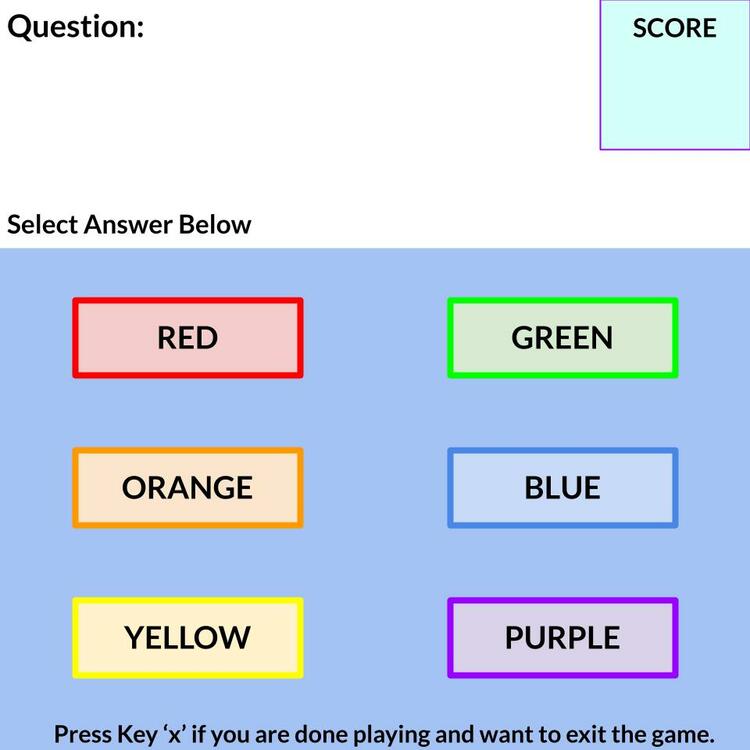 Question:
SCORE
Select Answer Below
RED
GREEN
ORANGE
BLUE
YELLOW
PURPLE
Press Key ‘x’ if you are done playing and want to exit the game.